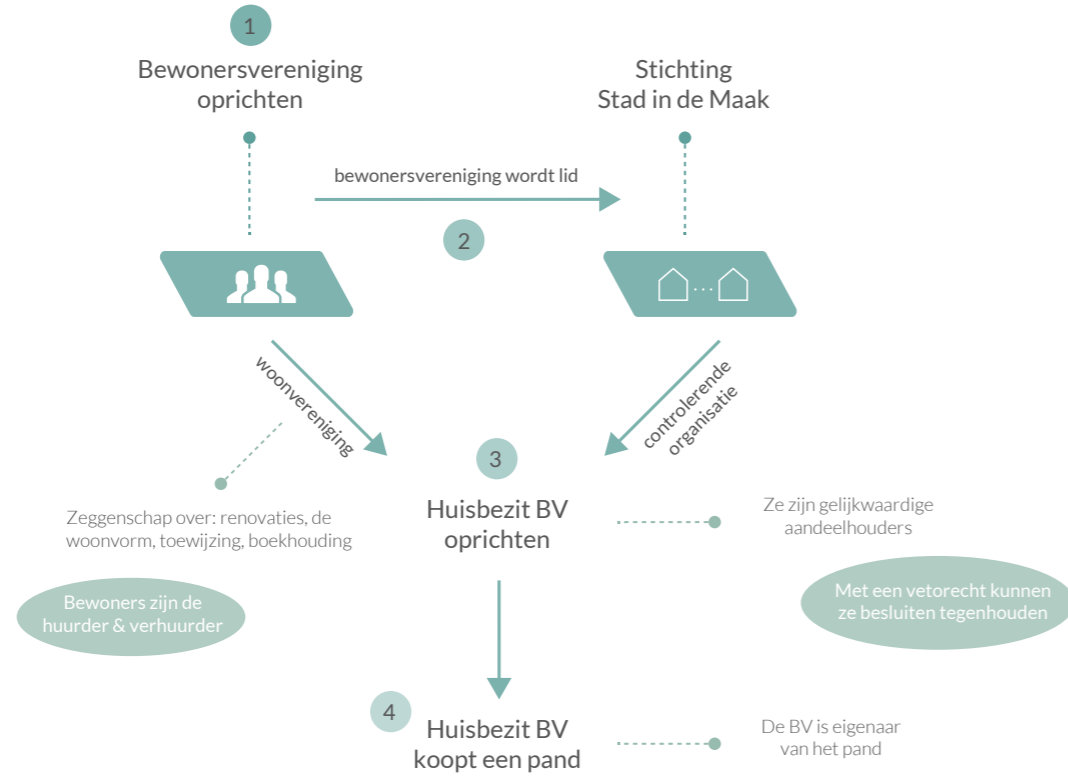 1
Bewonersvereniging
oprichten
Stichting
Stad in de Maak
bewonersvereniging wordt lid
2
woonvereniging
controlerende
organisatie
3
Huisbezit BV
oprichten
Zeggenschap over: renovaties, de
woonvorm, toewijzing, boekhouding
Ze zijn gelijkwaardige
aandeelhouders
Bewoners zijn de
huurder & verhuurder
Met een vetorecht kunnen
ze besluiten tegenhouden
4
Huisbezit BV
koopt een pand
De BV is eigenaar
van het pand